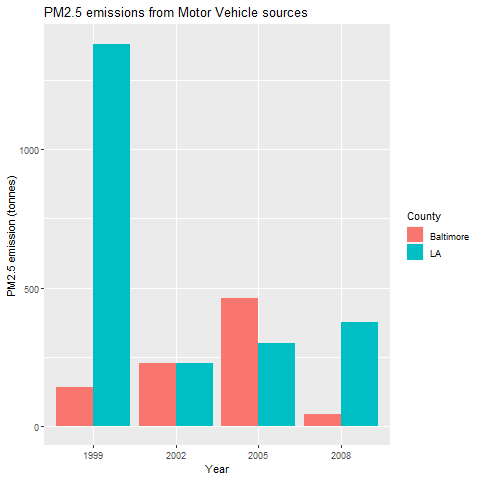 PM2.5 emissions from Motor Vehicle sources
PM2.5 emission (tonnes)
1000
500
0
1999 2002 2005 2008
Year
County
Baltimore
LA